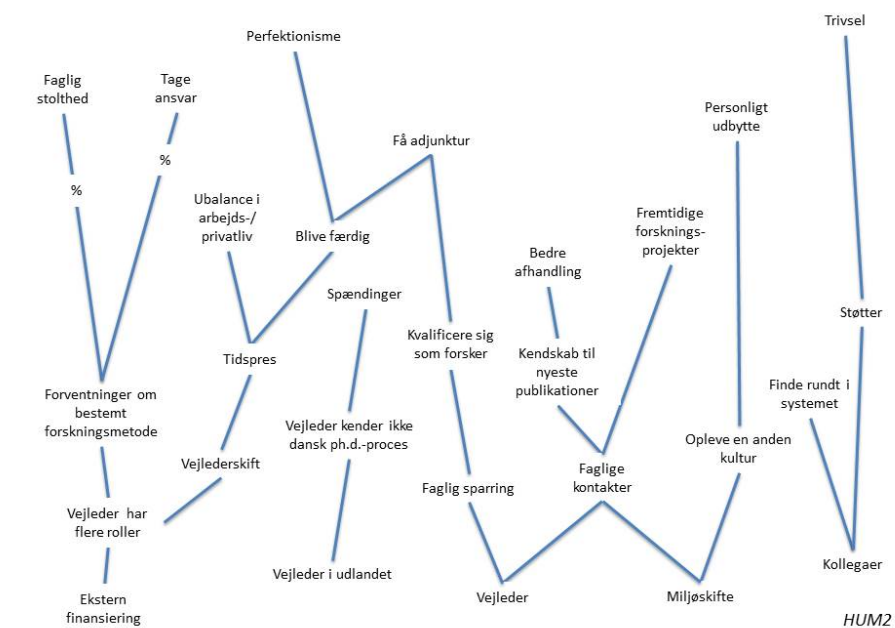 Trivsel
Perfektionisme
Faglig
stolthed
Tage
ansvar
Personligt
udbytte
Få adjunktur
%
%
Ubalance i
arbejds-/
privatliv
Blive færdig
Fremtidige
forsknings-
projekter
Bedre
afhandling
Spændinger
Støtter
Kvalificere sig
som forsker
Tidspres
Kendskab til
nyeste
publikationer
Finde rundt i
systemet
Forventninger om
bestemt
forskningsmetode
Vejleder kender ikke
dansk ph.d.-proces
Opleve en anden
kultur
Vejlederskift
Faglig sparring
Faglige
kontakter
Vejleder har
flere roller
Kollegaer
Vejleder i udlandet
Ekstern
finansiering
Vejleder
Miljøskifte
HUM2